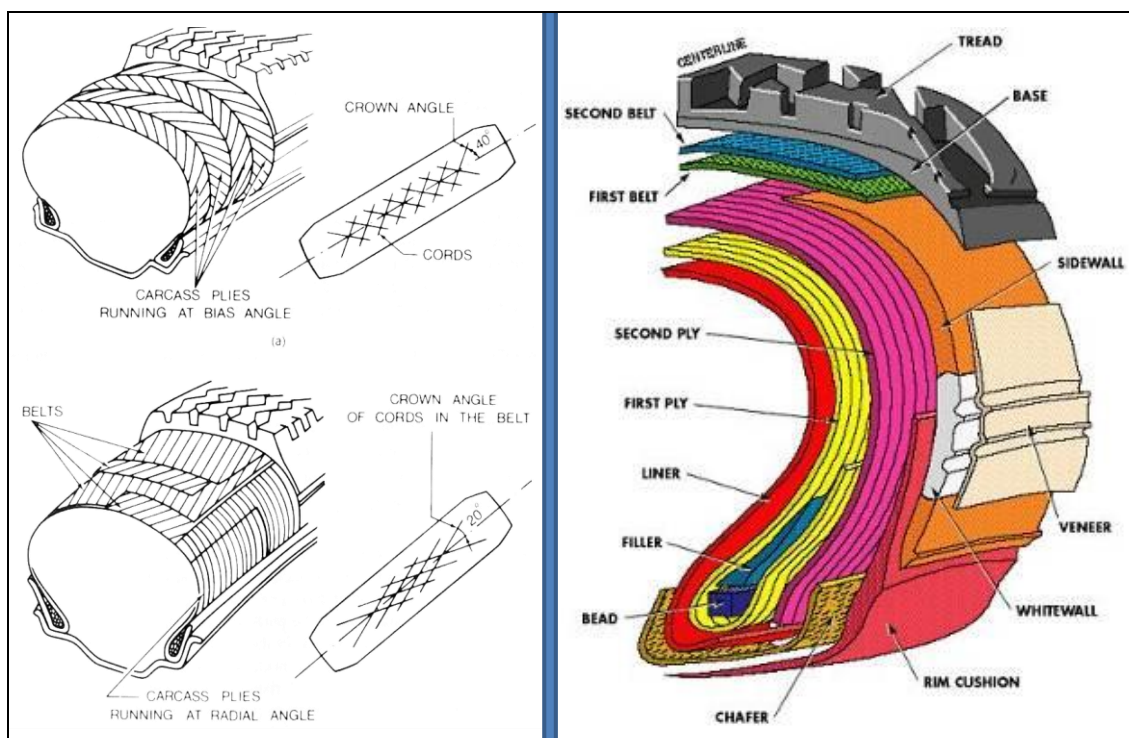 CROWN ANGLE
40°
CORDS
CARCASS PLIES
RUNNING AT BIAS ANGLE
(a)
BELTS
CROWN ANGLE
OF CORDS IN THE BELT
20°
CARCASS PLIES
RUNNING AT RADIAL ANGLE
CENTERLINE
TREAD
SECOND BELT
BASE
FIRST BELT
SIDEWALL
SECOND PLY
FIRST PLY
LINER
VENEER
FILLER
BEAD
WHITEWALL
RIM CUSHION
CHAFER